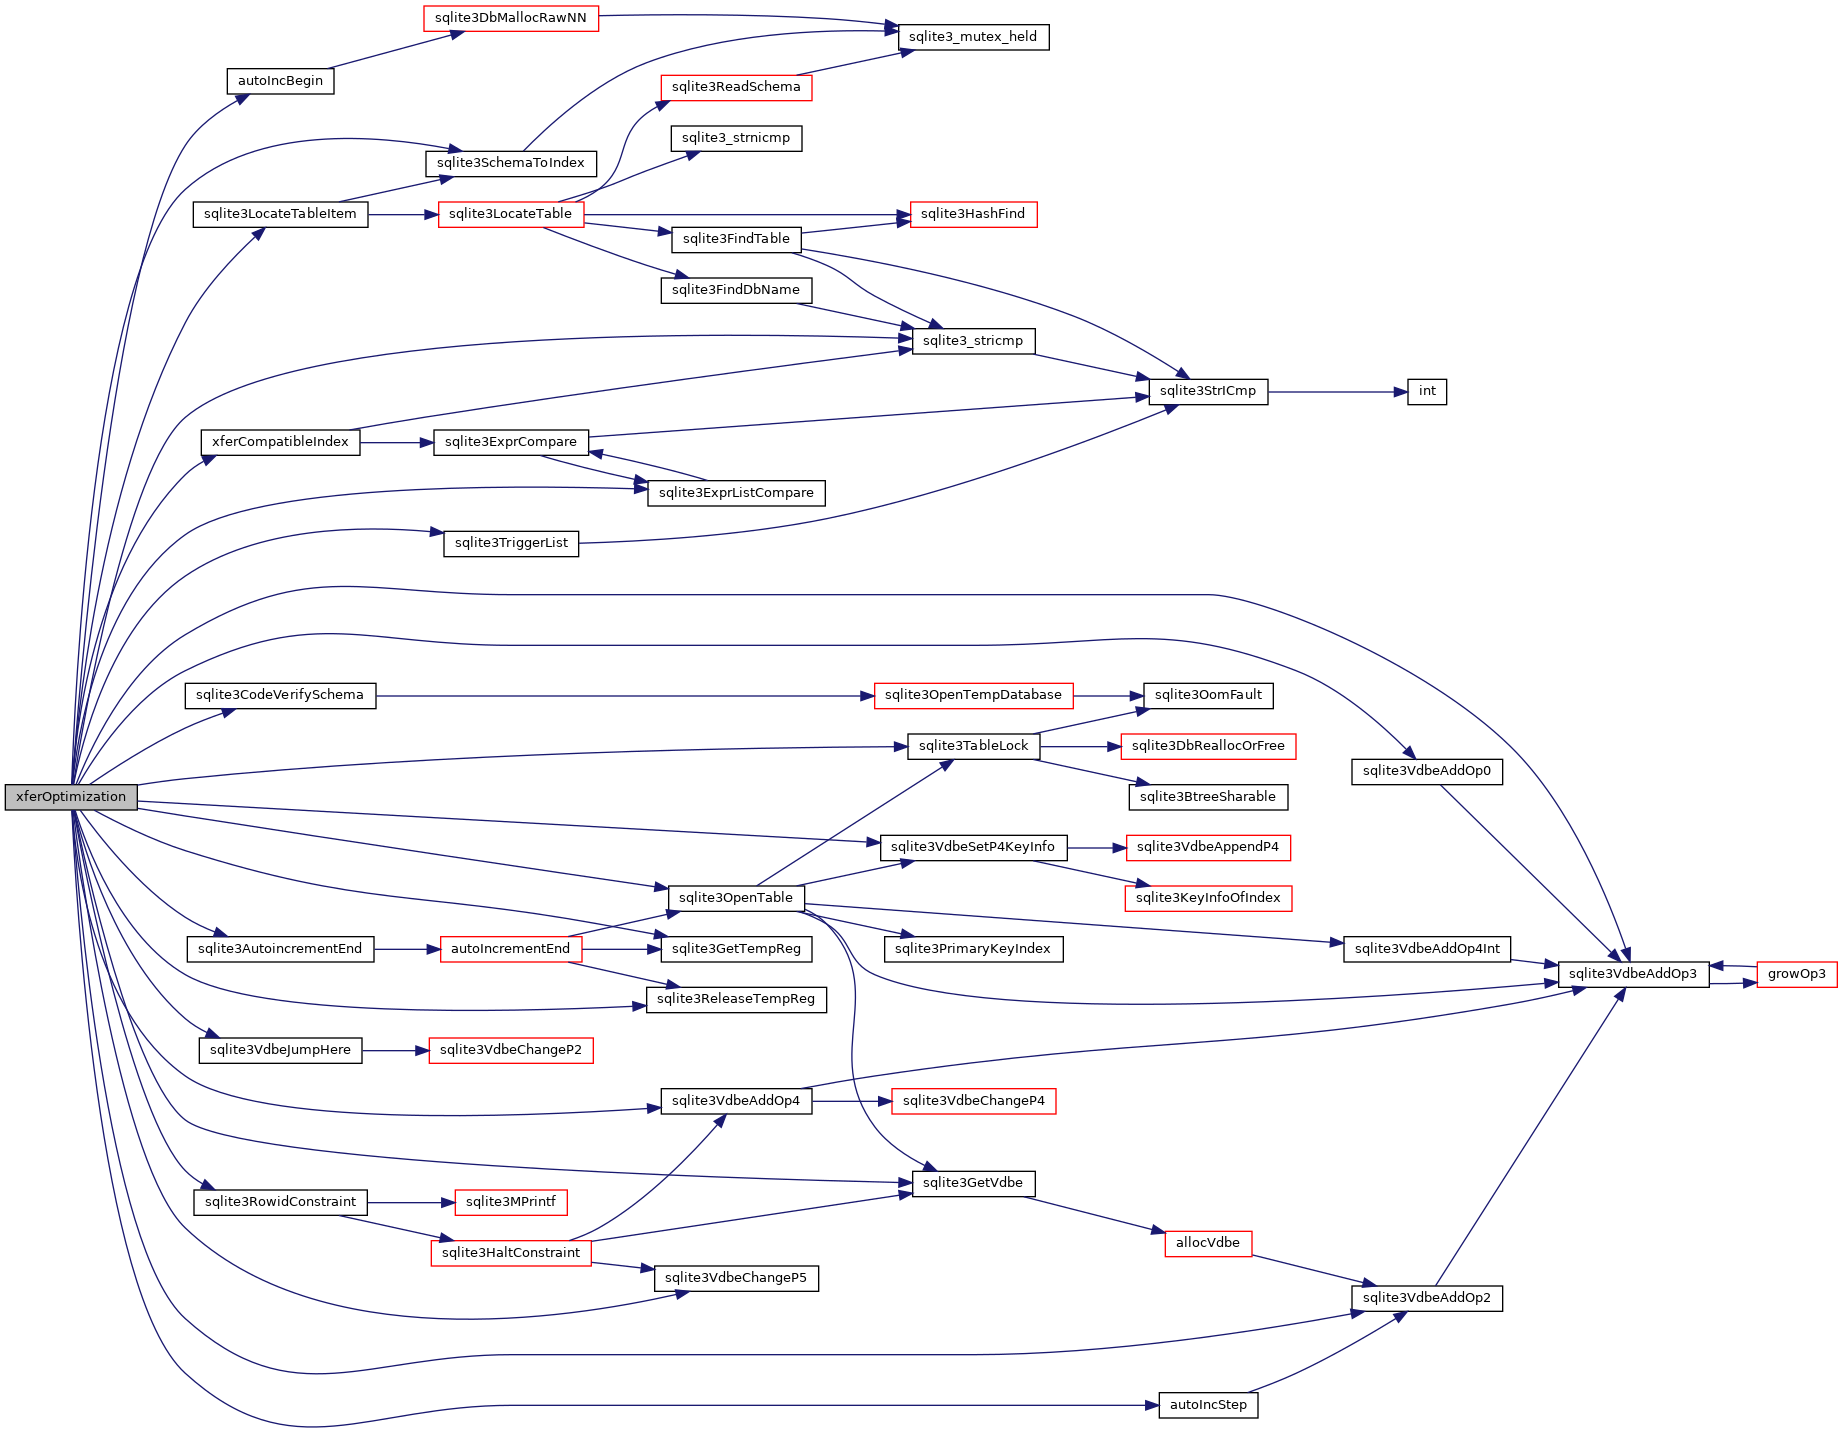 sqlite3DbMallocRawNN
sqlite3_mutex_held
autoIncBegin
sqlite3ReadSchema
sqlite3_strnicmp
sqlite3SchemaToIndex
sqlite3LocateTableItem
sqlite3LocateTable
sqlite3HashFind
sqlite3FindTable
sqlite3FindDbName
sqlite3_stricmp
sqlite3StrICmp
int
xferCompatibleIndex
sqlite3ExprCompare
sqlite3ExprListCompare
sqlite3TriggerList
sqlite3CodeVerifySchema
sqlite3OpenTempDatabase
sqlite3OomFault
sqlite3TableLock
sqlite3DbReallocOrFree
sqlite3VdbeAddOp0
xferOptimization
sqlite3BtreeSharable
sqlite3VdbeSetP4KeyInfo
sqlite3VdbeAppendP4
sqlite3OpenTable
sqlite3KeyInfoOfIndex
sqlite3AutoincrementEnd
autoIncrementEnd
sqlite3GetTempReg
sqlite3PrimaryKeyIndex
sqlite3VdbeAddOp4Int
sqlite3VdbeAddOp3
growOp3
sqlite3ReleaseTempReg
sqlite3VdbeJumpHere
sqlite3VdbeChangeP2
sqlite3VdbeAddOp4
sqlite3VdbeChangeP4
sqlite3GetVdbe
sqlite3RowidConstraint
sqlite3MPrintf
allocVdbe
sqlite3HaltConstraint
sqlite3VdbeChangeP5
sqlite3VdbeAddOp2
autoIncStep